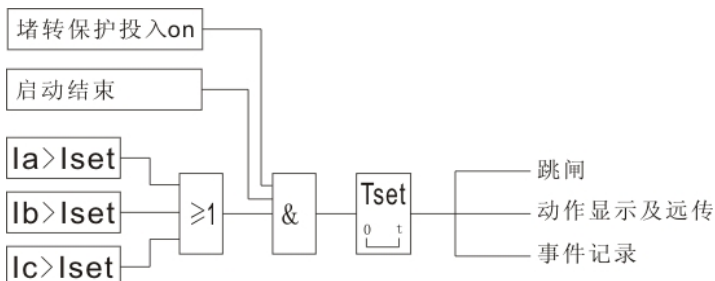 堵转保护投入on
启动结束
Ia>Iset
Ib>Iset
Ic>Iset
≥1
&
Tset
0 t
跳闸
动作显示及远传
事件记录